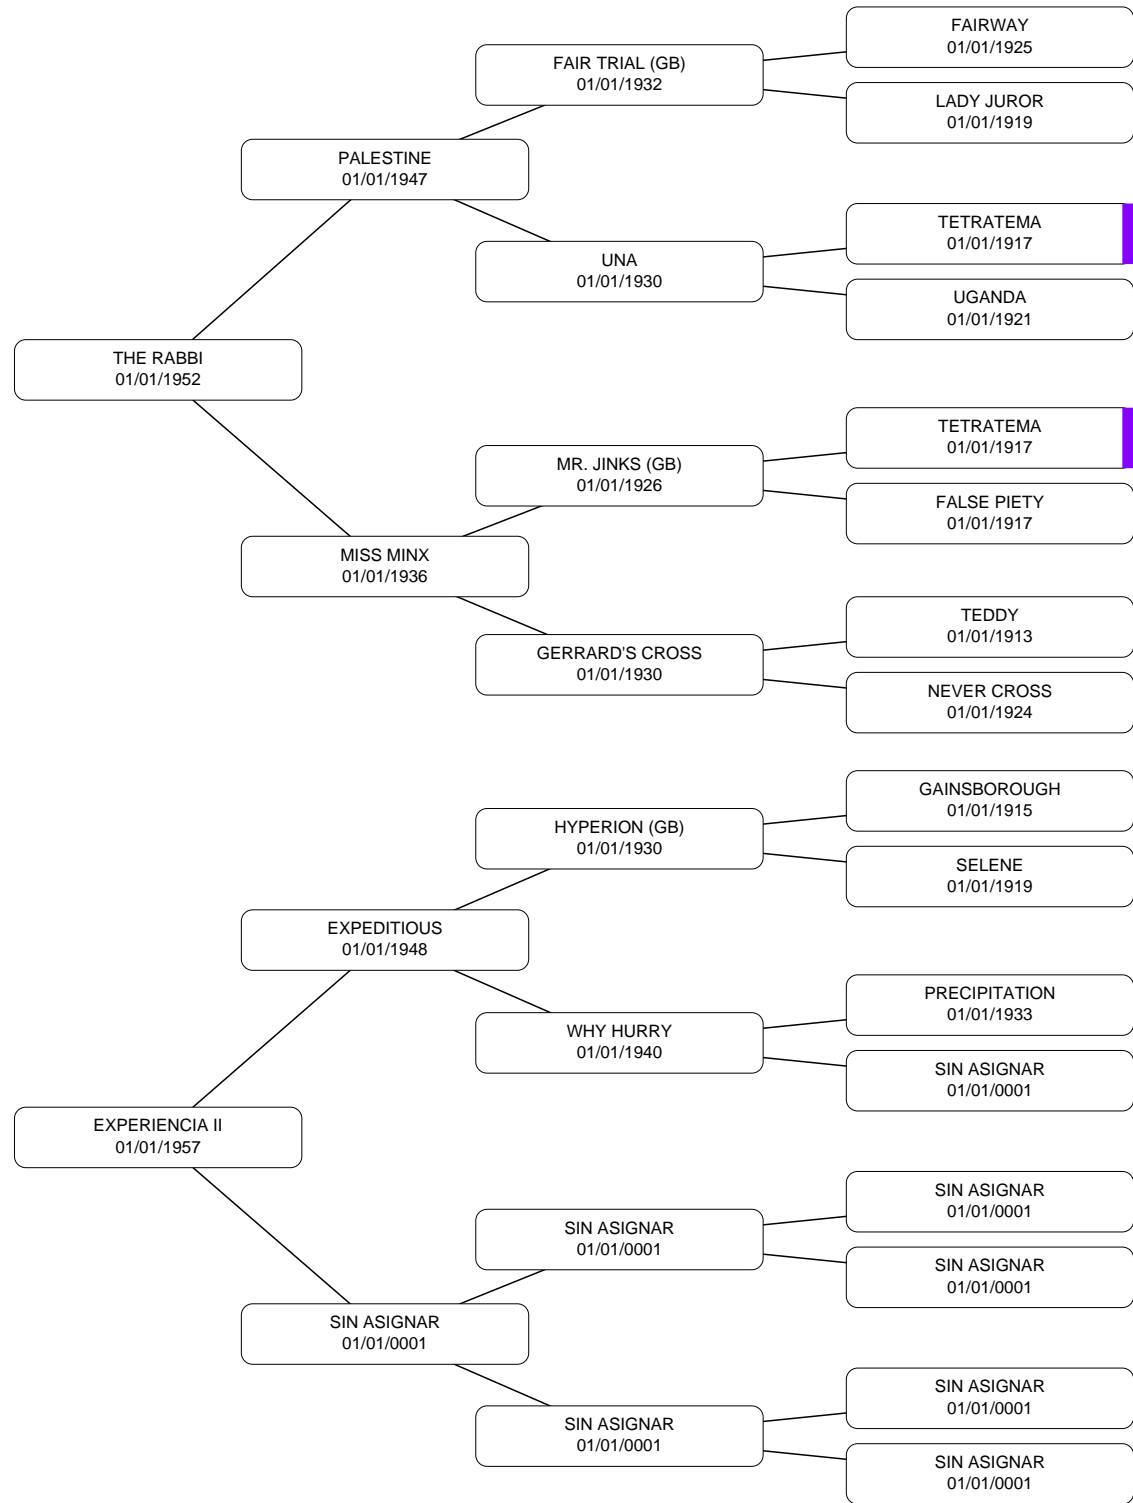 FAIRWAY
01/01/1925
FAIR TRIAL (GB)
01/01/1932
LADY JUROR
01/01/1919
PALESTINE
01/01/1947
TETRATEMA
01/01/1917
UNA
01/01/1930
UGANDA
01/01/1921
THE RABBI
01/01/1952
TETRATEMA
01/01/1917
MR. JINKS (GB)
01/01/1926
FALSE PIETY
01/01/1917
MISS MINX
01/01/1936
TEDDY
01/01/1913
GERRARD'S CROSS
01/01/1930
NEVER CROSS
01/01/1924
GAINSBOROUGH
01/01/1915
HYPERION (GB)
01/01/1930
SELENE
01/01/1919
EXPEDITIOUS
01/01/1948
PRECIPITATION
01/01/1933
WHY HURRY
01/01/1940
SIN ASIGNAR
01/01/0001
EXPERIENCIA II
01/01/1957
SIN ASIGNAR
01/01/0001
SIN ASIGNAR
01/01/0001
SIN ASIGNAR
01/01/0001
SIN ASIGNAR
01/01/0001
SIN ASIGNAR
01/01/0001
SIN ASIGNAR
01/01/0001
SIN ASIGNAR
01/01/0001